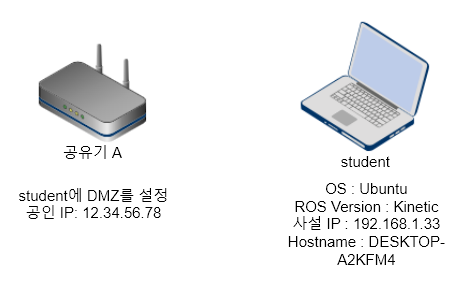 공유기 A
student에 DMZ를 설정
공인 IP: 12.34.56.78
student
OS : Ubuntu
ROS Version : Kinetic
사설 IP : 192.168.1.33
Hostname : DESKTOP-
A2KFM4